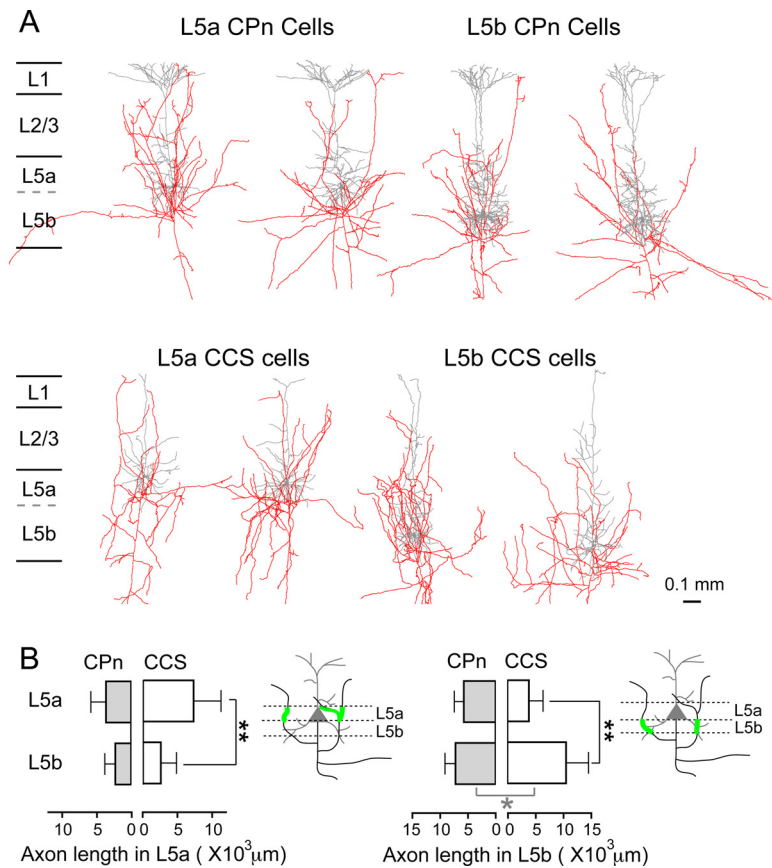 A
L5a CPn Cells
L5b CPn Cells
L1
L2/3
L5a
L5b
L5a CCS cells
L5b CCS cells
L1
L2/3
L5a
L5b
0.1 mm
B
CPn CCS
L5a
L5b
**
L5a
L5b
10 5 0 0 5 10
Axon length in L5a ( X10³μm)
CPn CCS
**
*
L5a
L5b
15 10 5 0 0 5 10 15
Axon length in L5b ( X10³μm)